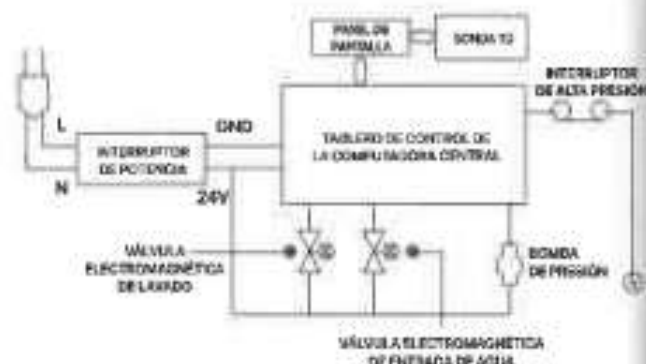 PANEL DE
PANTALLA
SONDA
INTERRUPTOR
DE ALTA PRESIÓN
L
GND
TABLERO DE CONTROL DE
LA COMPUTADORA CENTRAL
INTERRUPTOR
DE POTENCIA
N
24V
VÁLVULA
ELECTROMAGNÉTICA
DE LAVADO
BOMBA
DE PRESIÓN
VÁLVULA ELECTROMAGNÉTICA
DE ENTRADA DE AGUA